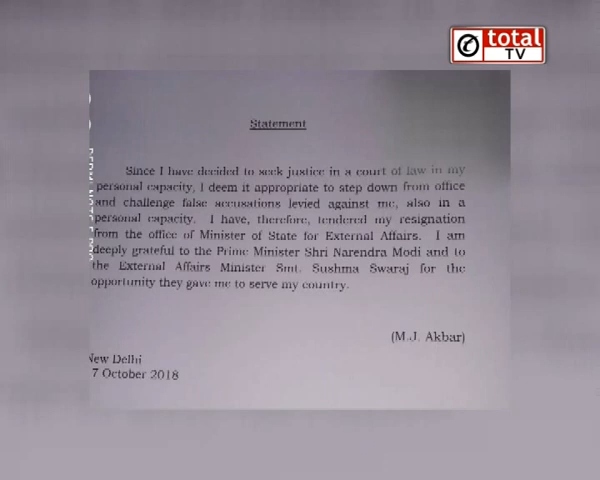 total
TV
Statement
Since I have decided to seek justice in a court of law in my
personal capacity, I deem it appropriate to step down from office
and challenge false accusations levied against me, also in a
personal capacity. I have, therefore, tendered my resignation
from the office of Minister of State for External Affairs. I am
deeply grateful to the Prime Minister Shri Narendra Modi and to
the External Affairs Minister Smt. Sushma Swaraj for the
opportunity they gave me to serve my country.
(M.J. Akbar)
New Delhi
7 October 2018